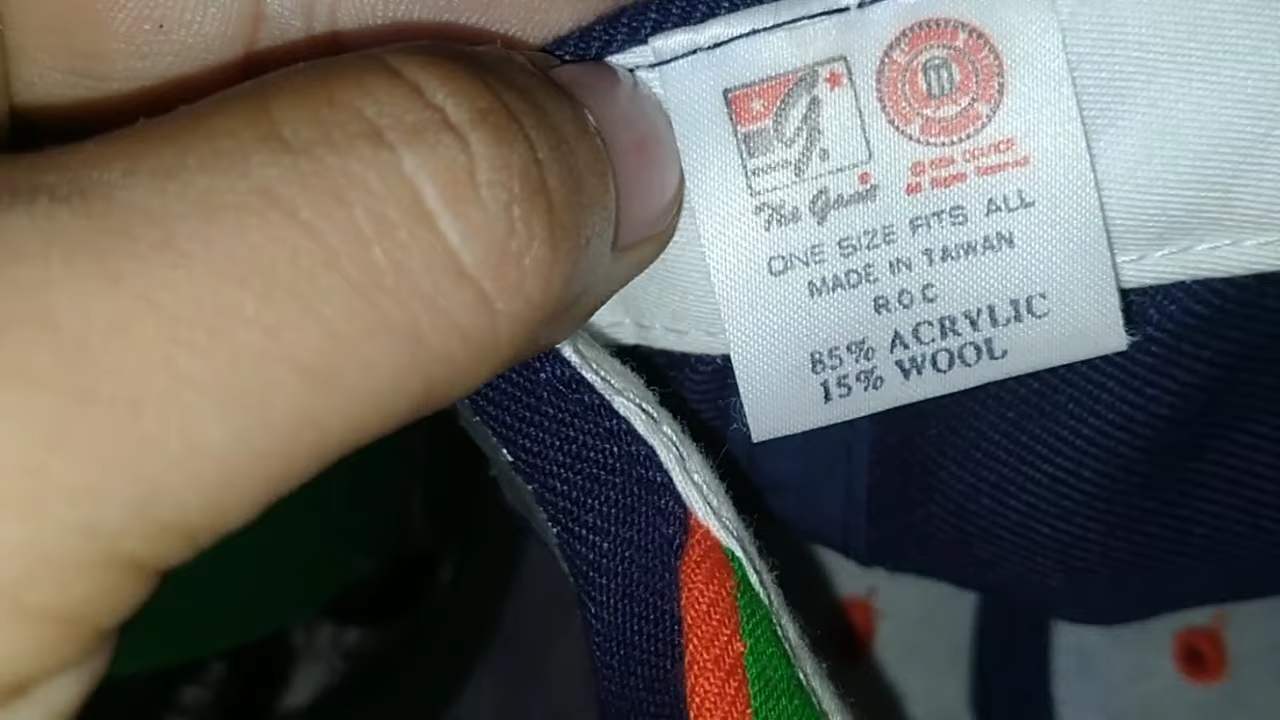 G.
The Game
ONE SIZE FITS ALL
MADE IN TAIWAN
R.O.C
85% ACRYLIC
15% WOOL